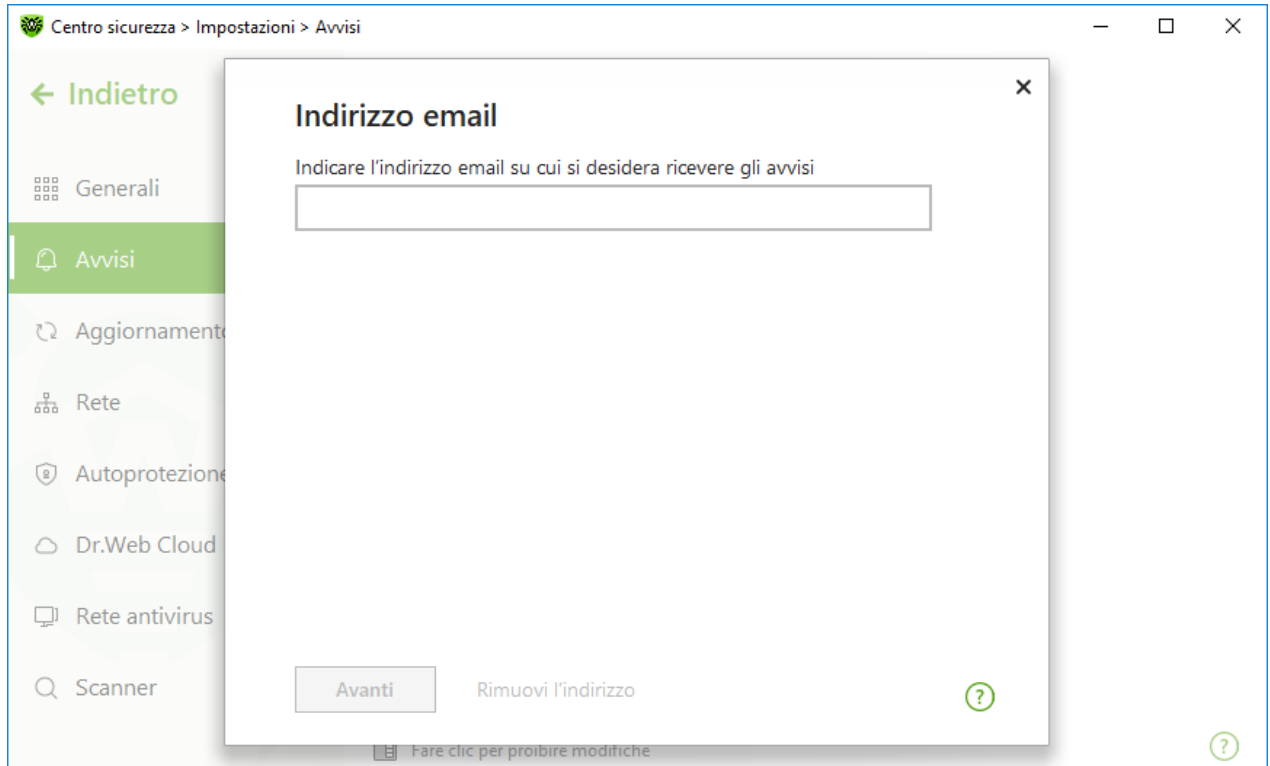 Centro sicurezza > Impostazioni > Avvisi
Indietro
Generali
Avvisi
Aggiornamento
Rete
Autoprotezione
Dr.Web Cloud
Rete antivirus
Scanner
Indirizzo email
Indicare l'indirizzo email su cui si desidera ricevere gli avvisi
Avanti
Rimuovi l'indirizzo
?
Fare clic per proibire modifiche
?